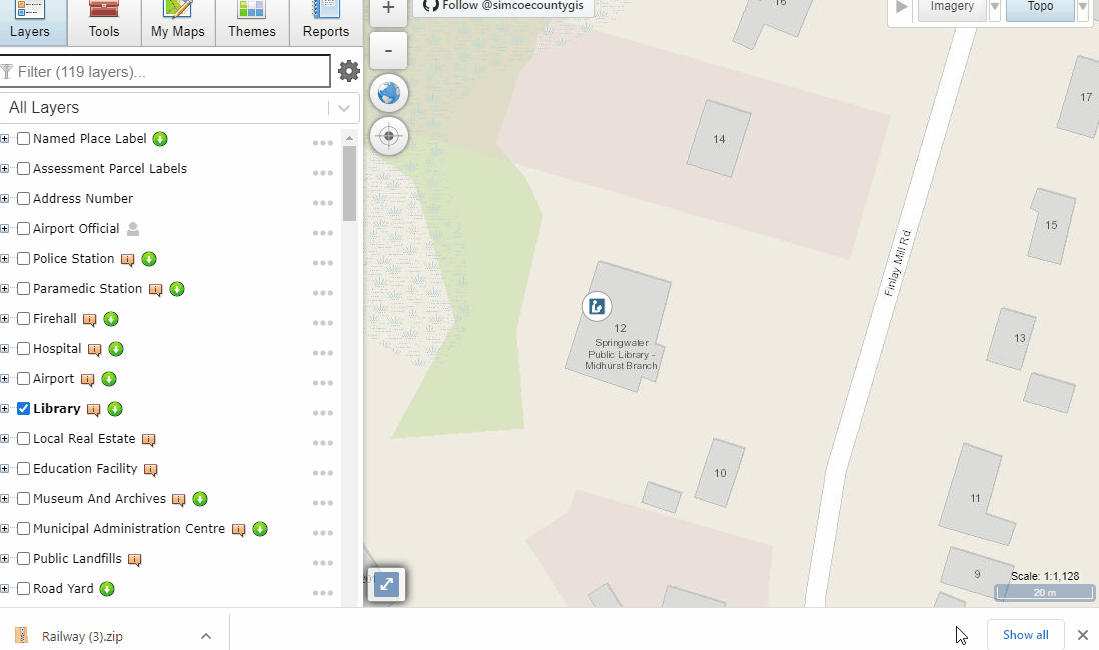 Layers
Tools
My Maps
Themes
Reports
Filter (119 layers)...
All Layers
Named Place Label
Assessment Parcel Labels
Address Number
Airport Official
Police Station
Paramedic Station
Firehall
Hospital
Airport
Library
Local Real Estate
Education Facility
Museum And Archives
Municipal Administration Centre
Public Landfills
Road Yard
+
-
Follow @simcoecountygis
Imagery
Topo
16
17
14
15
Finlay Mill Rd
12
Springwater
Public Library -
Midhurst Branch
13
10
11
9
Scale: 1:1,128
20 m
Railway (3).zip
Show all